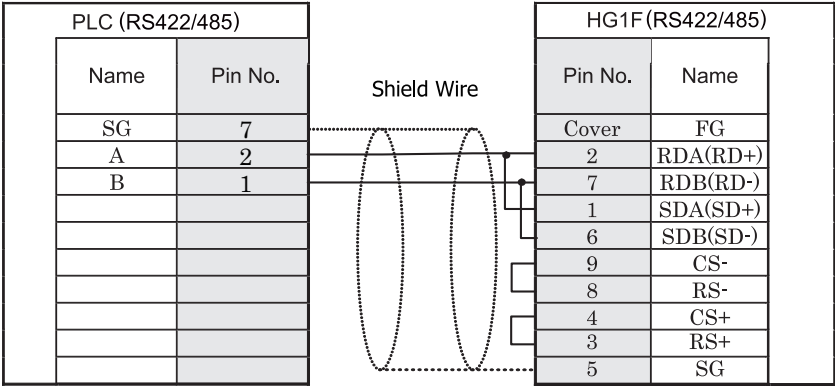 PLC (RS422/485)
HG1F(RS422/485)
Name Pin No. Shield Wire Pin No. Name
SG 7 Cover FG
A 2 2 RDA(RD+)
B 1 7 RDB(RD-)
1 SDA(SD+)
6 SDB(SD-)
9 CS-
8 RS-
4 CS+
3 RS+
5 SG